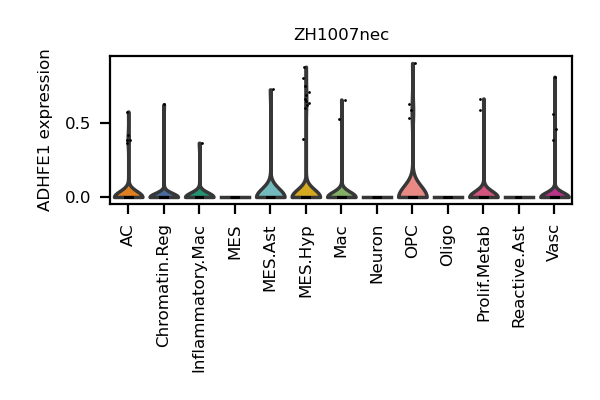 ZH1007nec
ADHFE1 expression
0.5
0.0
AC
Chromatin.Reg
Inflammatory.Mac
MES
MES.Ast
MES.Hyp
Mac
Neuron
OPC
Oligo
Prolif.Metab
Reactive.Ast
Vasc